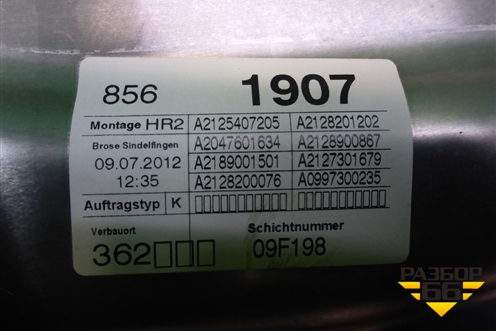 856 1907
Montage HR2 A2125407205 A2128201202
Brose Sindelfingen A2047601634 A2128900867
09.07.2012 A2189001501 A2127301679
12:35 A2128200076 A0997300235
Auftragstyp K ▯▯▯▯▯▯▯▯▯▯▯ ▯▯▯▯▯▯▯▯▯▯▯
Verbauort Schichtnummer
362▯▯▯ 09F198
РАЗБОР
66